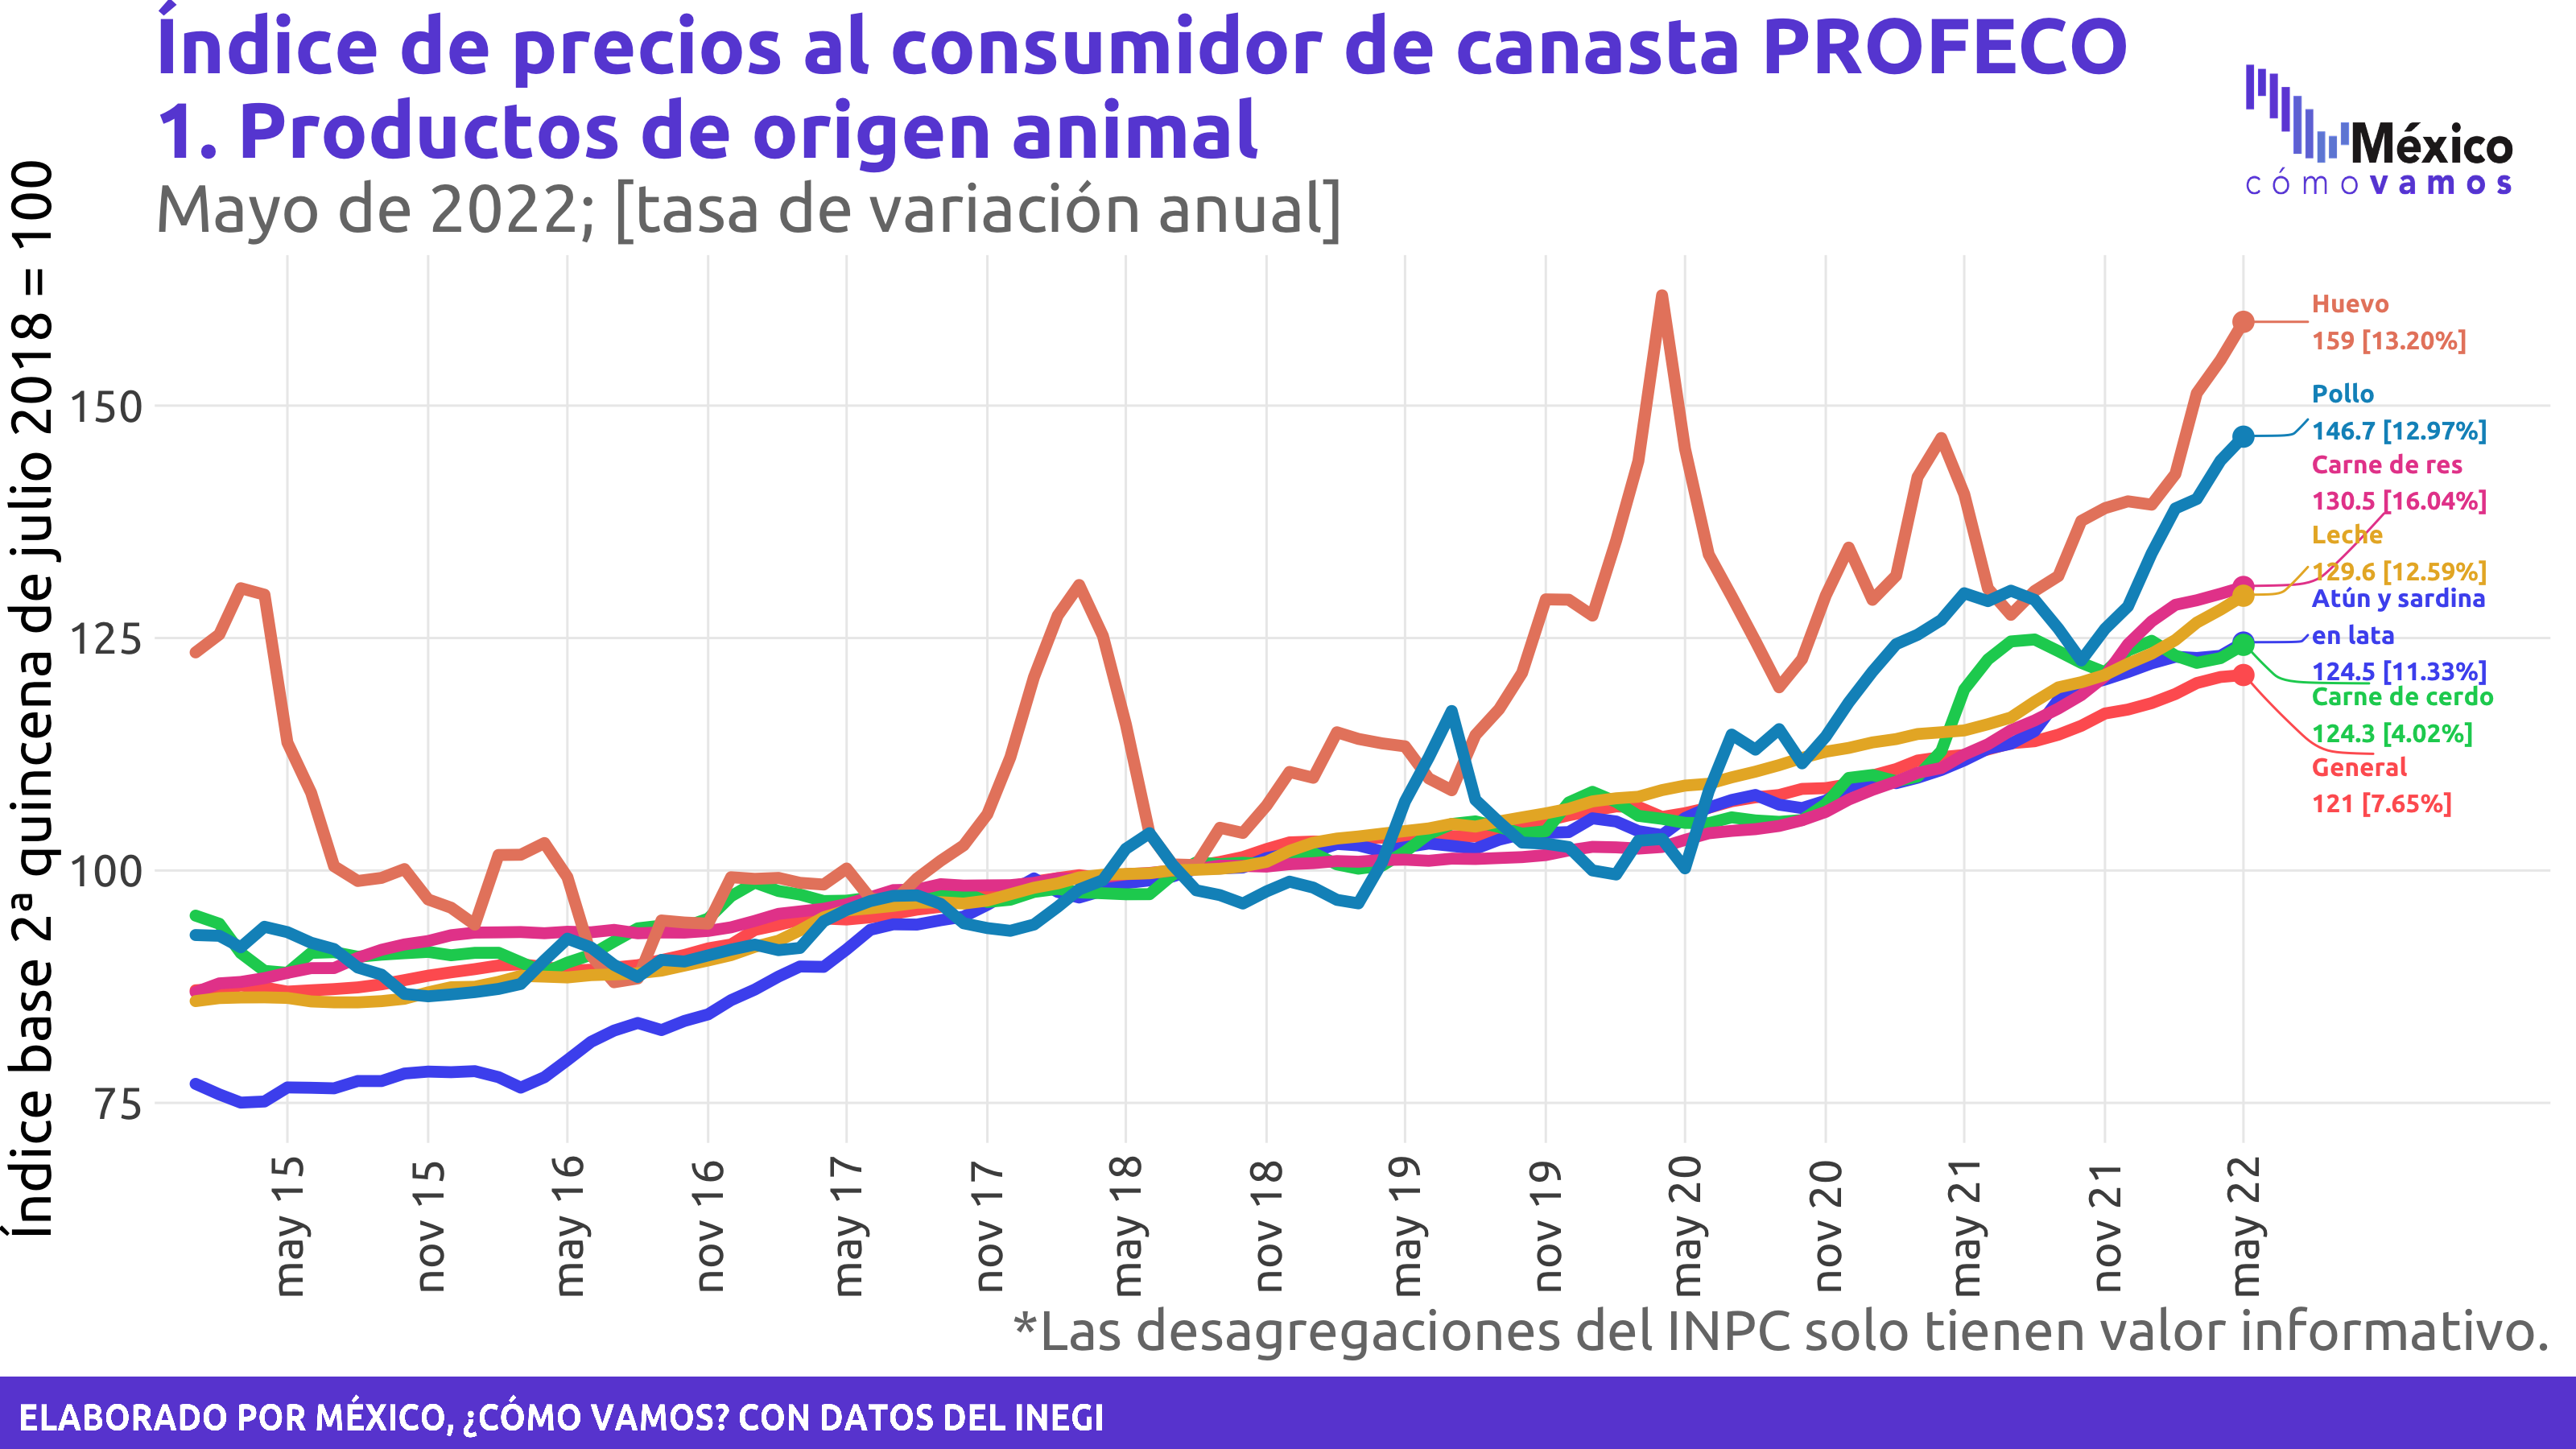 Índice de precios al consumidor de canasta PROFECO
1. Productos de origen animal
Mayo de 2022; [tasa de variación anual]
México
cómo vamos
Índice base 2ª quincena de julio 2018 = 100
150
125
100
75
Huevo
159 [13.20%]
Pollo
146.7 [12.97%]
Carne de res
130.5 [16.04%]
Leche
129.6 [12.59%]
Atún y sardina
en lata
124.5 [11.33%]
Carne de cerdo
124.3 [4.02%]
General
121 [7.65%]
may 15
nov 15
may 16
nov 16
may 17
nov 17
may 18
nov 18
may 19
nov 19
may 20
nov 20
may 21
nov 21
may 22
*Las desagregaciones del INPC solo tienen valor informativo.
ELABORADO POR MÉXICO, ¿CÓMO VAMOS? CON DATOS DEL INEGI